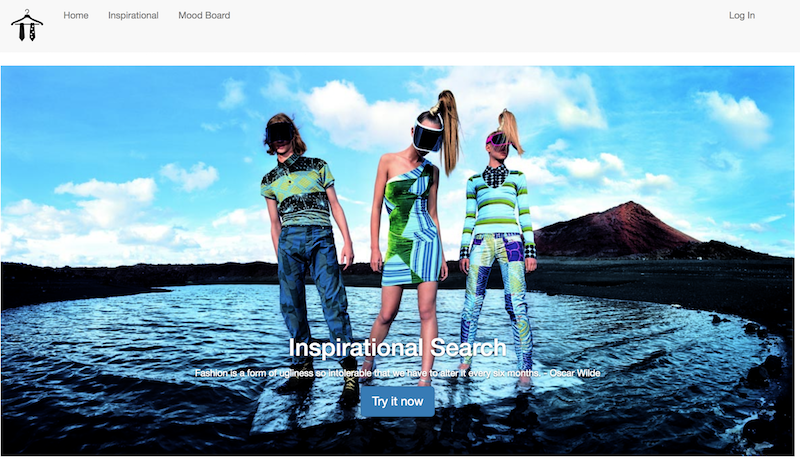 Home Inspirational Mood Board Log In
Inspirational Search
Fashion is a form of ugliness so intolerable that we have to alter it every six months. - Oscar Wilde
Try it now